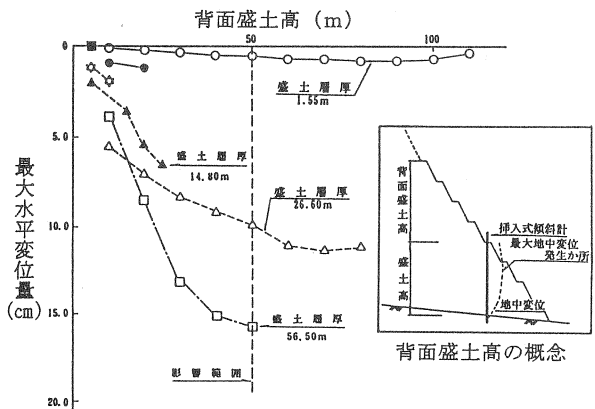 背面盛土高 (m)
0 50 100
5.0
10.0
15.0
20.0
最大水平変位量 (cm)
盛土層厚
1.55m
盛土層厚
14.80m
盛土層厚
26.60m
盛土層厚
56.50m
影響範囲
背面盛土高
盛土高
挿入式傾斜計
最大地中変位
発生か所
地中変位
背面盛土高の概念